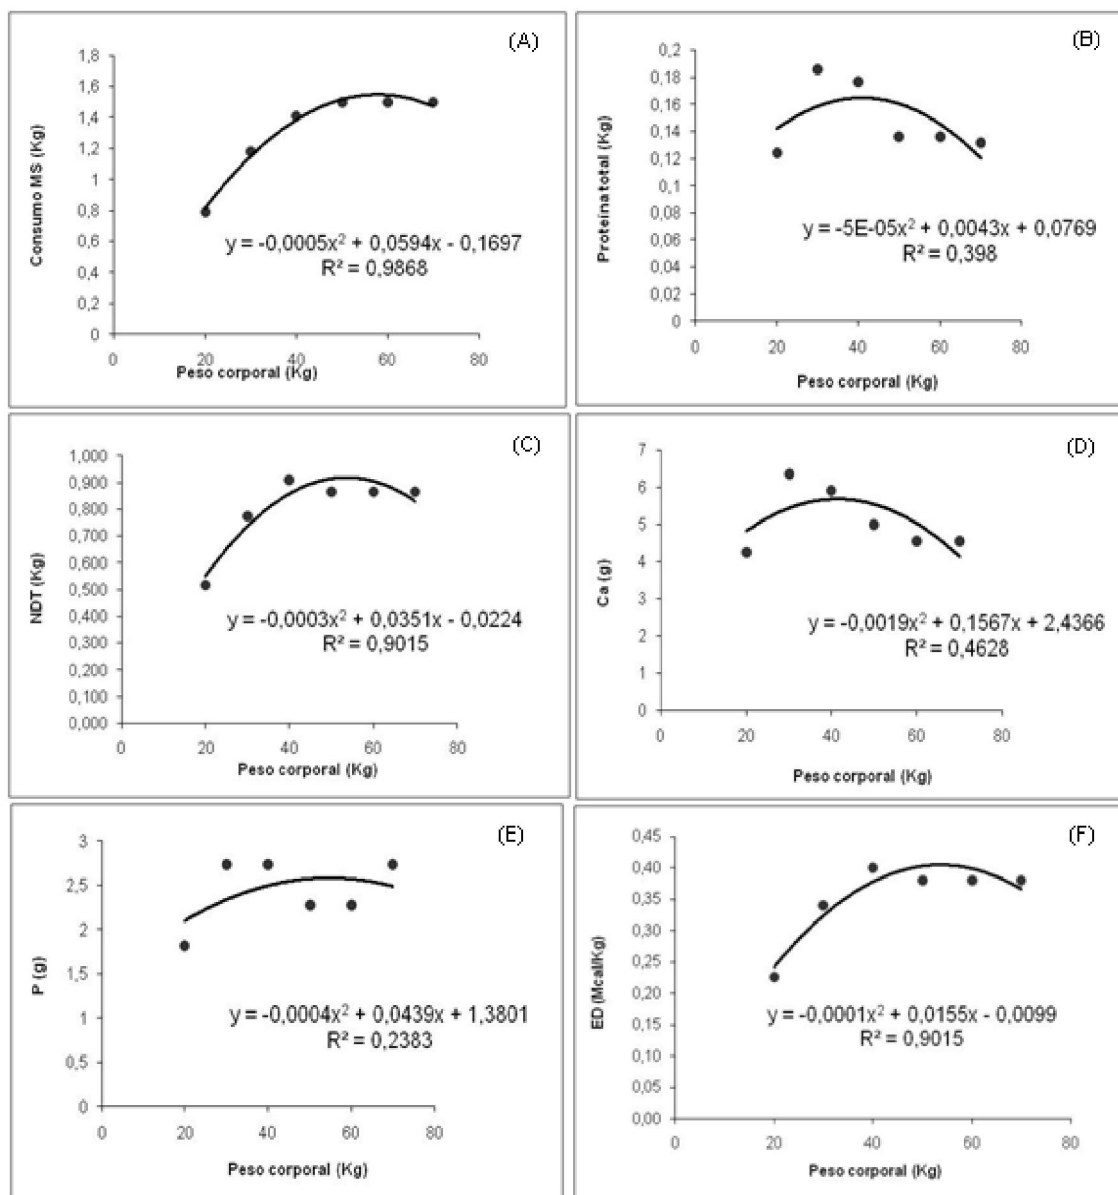 (A)
Consumo MS (Kg)
1,8
1,6
1,4
1,2
1
0,8
0,6
0,4
0,2
0
y = -0,0005x² + 0,0594x - 0,1697
R² = 0,9868
0 20 40 60 80
Peso corporal (Kg)
(B)
Proteína total (Kg)
0,2
0,18
0,16
0,14
0,12
0,1
0,08
0,06
0,04
0,02
0
y = -5E-05x² + 0,0043x + 0,0769
R² = 0,398
0 20 40 60 80
Peso corporal (Kg)
(C)
NDT (Kg)
1,000
0,900
0,800
0,700
0,600
0,500
0,400
0,300
0,200
0,100
0,000
y = -0,0003x² + 0,0351x - 0,0224
R² = 0,9015
0 20 40 60 80
Peso corporal (Kg)
(D)
Ca (g)
7
6
5
4
3
2
1
0
y = -0,0019x² + 0,1567x + 2,4366
R² = 0,4628
0 20 40 60 80
Peso corporal (Kg)
(E)
P (g)
3
2,5
2
1,5
1
0,5
0
y = -0,0004x² + 0,0439x + 1,3801
R² = 0,2383
0 20 40 60 80
Peso corporal (Kg)
(F)
ED (Mcal/Kg)
0,45
0,40
0,35
0,30
0,25
0,20
0,15
0,10
0,05
0,00
y = -0,0001x² + 0,0155x - 0,0099
R² = 0,9015
0 20 40 60 80
Peso corporal (Kg)